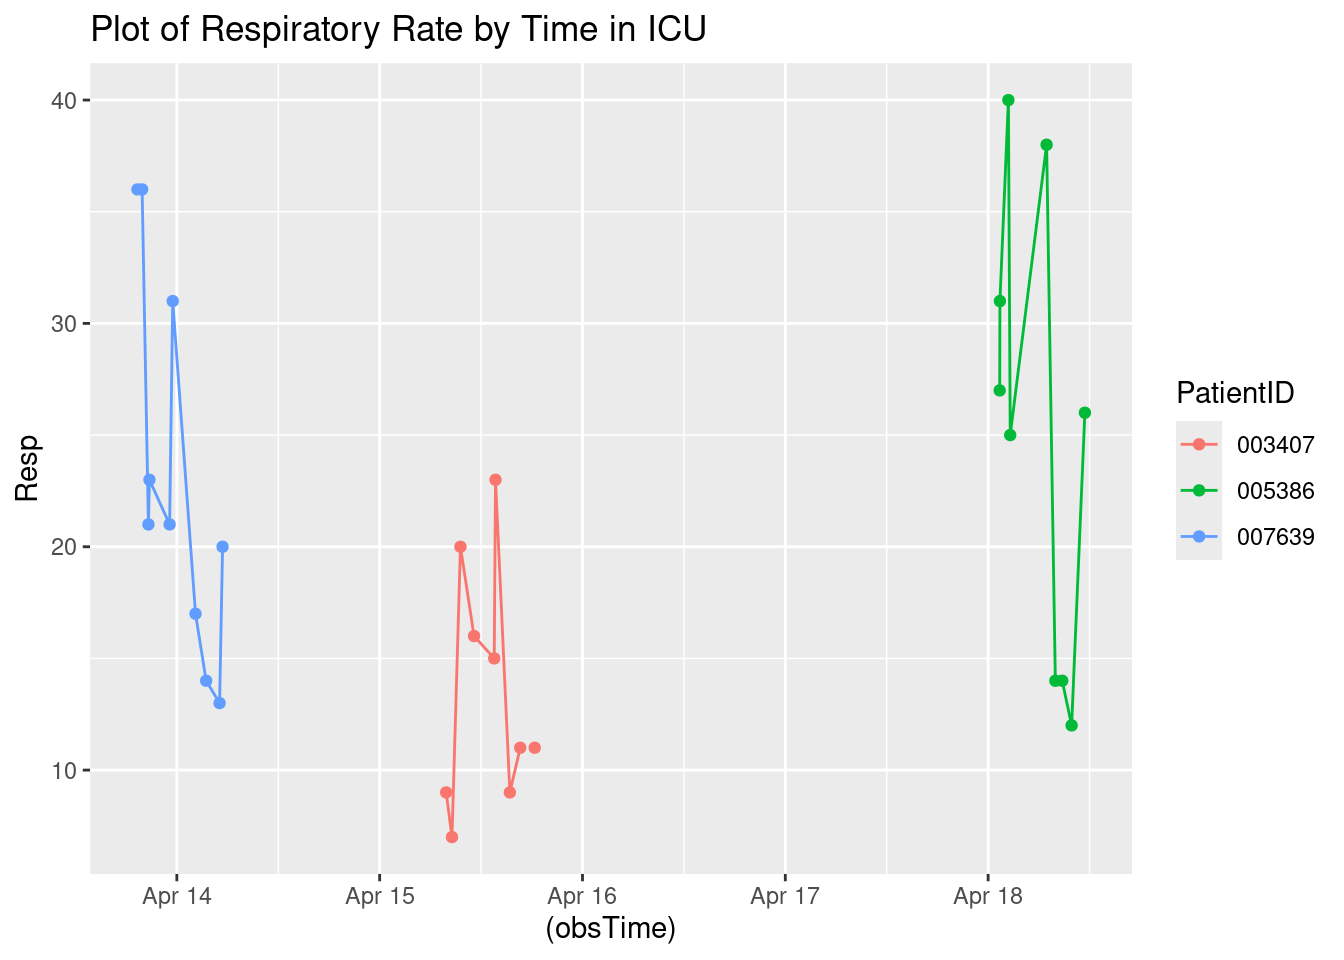 Plot of Respiratory Rate by Time in ICU
40
30
20
10
Resp
Apr 14
Apr 15
Apr 16
Apr 17
Apr 18
(obsTime)
PatientID
003407
005386
007639